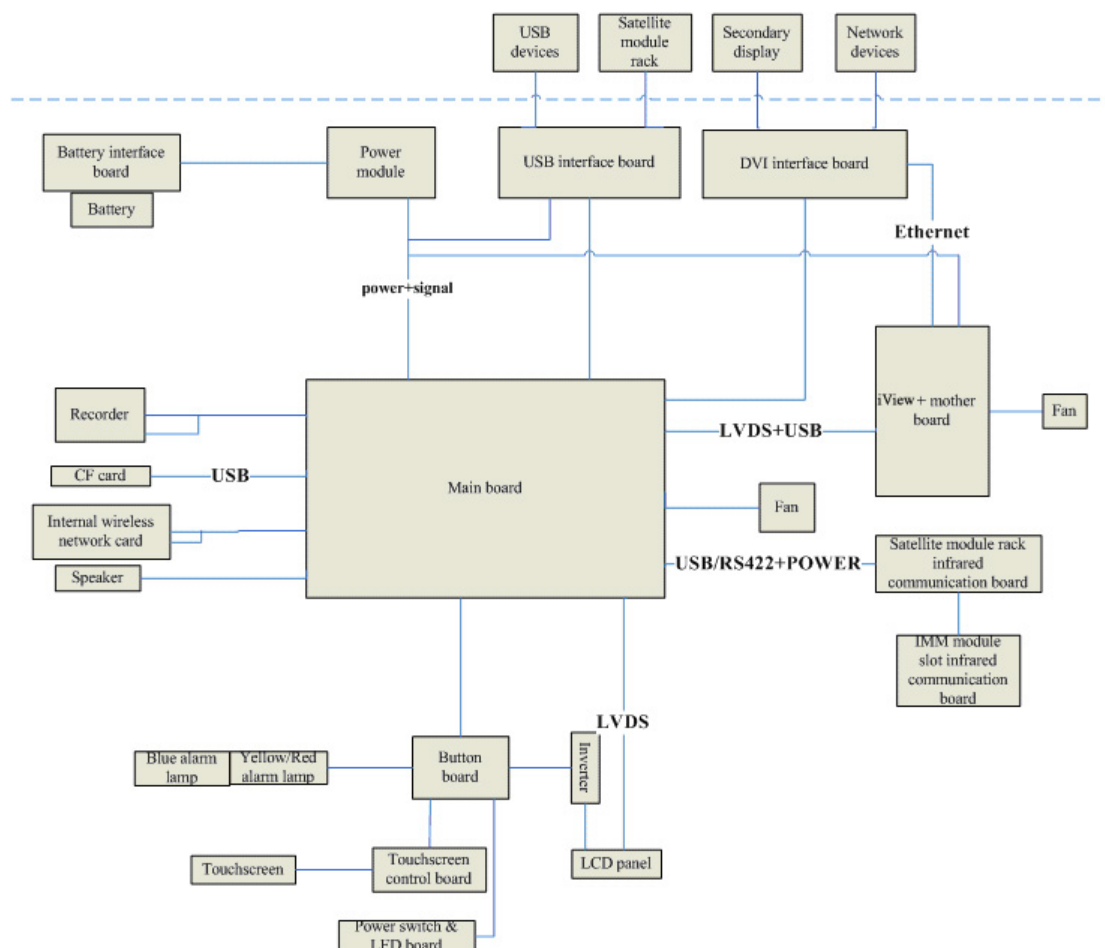 USB
devices
Satellite
module
rack
Secondary
display
Network
devices
Battery interface
board
Battery
Power
module
USB interface board
DVI interface board
Ethernet
power+signal
Recorder
CF card
USB
Internal wireless
network card
Speaker
Main board
LVDS+USB
iView+ mother
board
Fan
Fan
USB/RS422+POWER
Satellite module rack
infrared
communication board
IMM module
slot infrared
communication
board
LVDS
Blue alarm
lamp
Yellow/Red
alarm lamp
Button
board
Inverter
LCD panel
Touchscreen
Touchscreen
control board
Power switch &
LED board